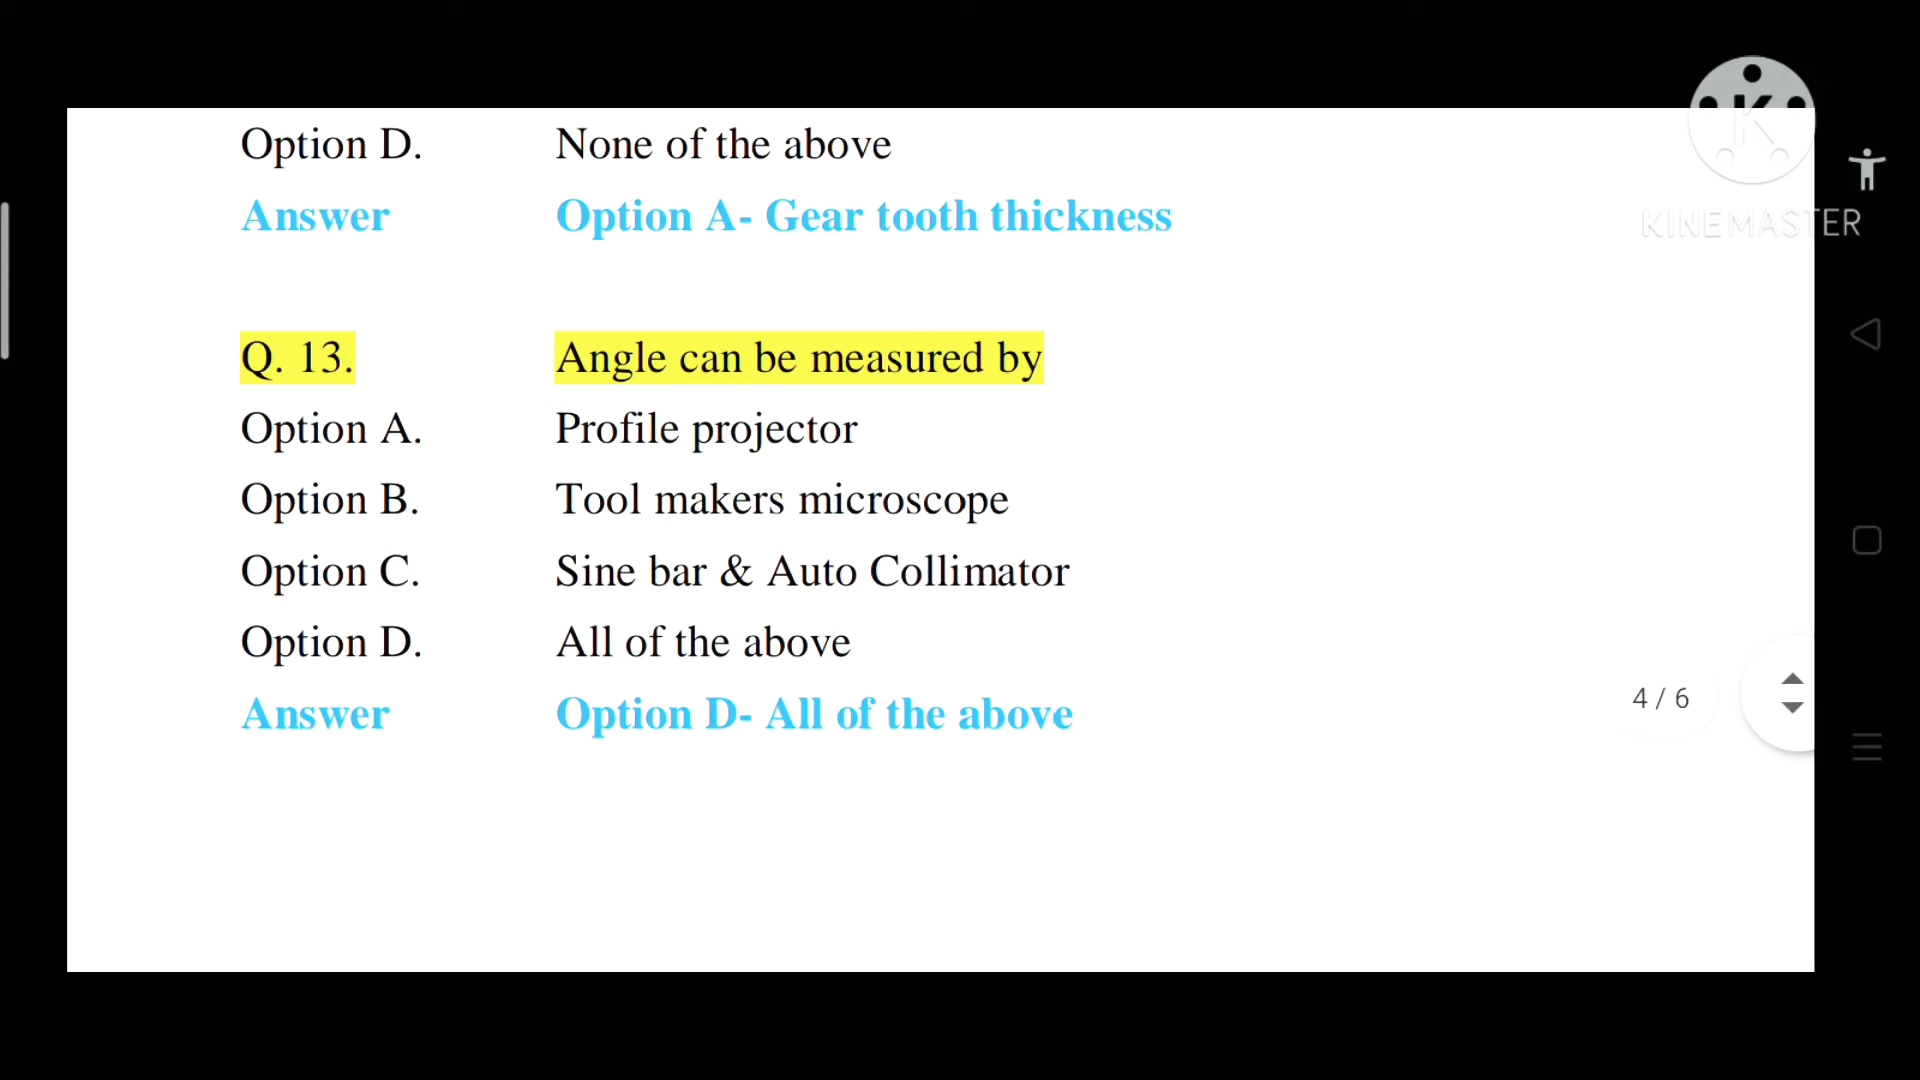 Option D. None of the above
Answer Option A- Gear tooth thickness
Q. 13. Angle can be measured by
Option A. Profile projector
Option B. Tool makers microscope
Option C. Sine bar & Auto Collimator
Option D. All of the above
Answer Option D- All of the above
4 / 6
K
KINEMASTER